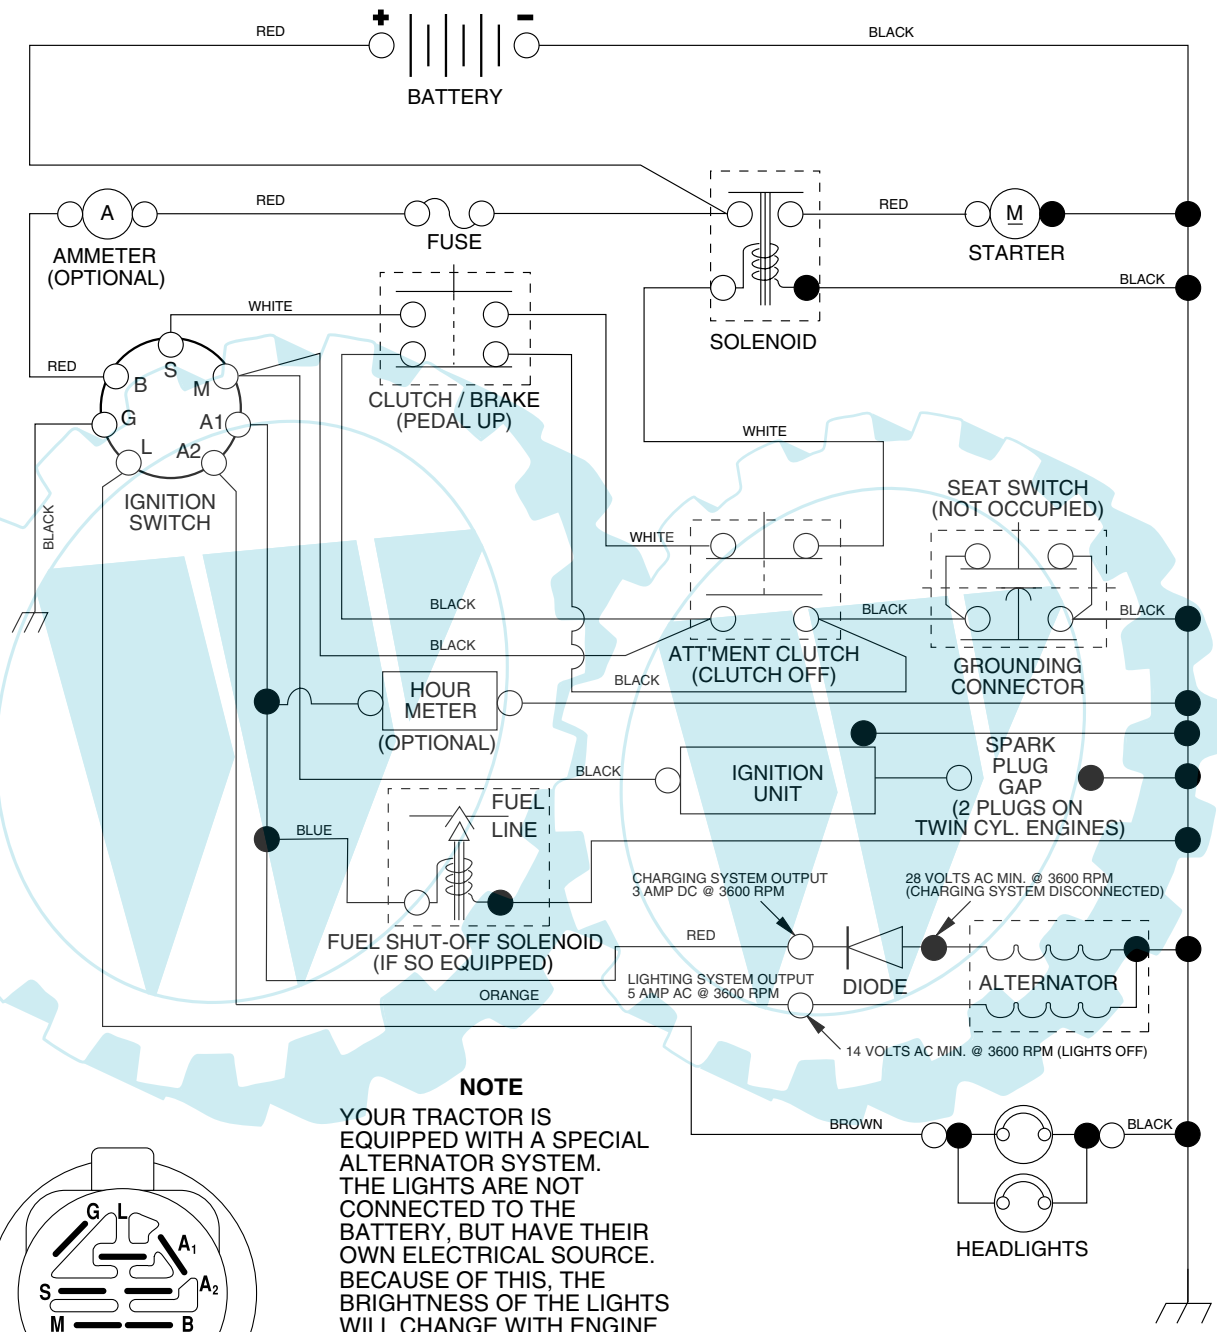 RED
+
-
BLACK
BATTERY
A
RED
FUSE
RED
M
AMMETER
(OPTIONAL)
STARTER
BLACK
SOLENOID
WHITE
RED
S
B
M
G
A1
L
A2
IGNITION
SWITCH
CLUTCH / BRAKE
(PEDAL UP)
WHITE
BLACK
SEAT SWITCH
(NOT OCCUPIED)
WHITE
BLACK
BLACK
BLACK
BLACK
ATT'MENT CLUTCH
(CLUTCH OFF)
GROUNDING
CONNECTOR
BLACK
HOUR
METER
(OPTIONAL)
BLACK
IGNITION
UNIT
SPARK
PLUG
GAP
(2 PLUGS ON
TWIN CYL. ENGINES)
FUEL
LINE
BLUE
CHARGING SYSTEM OUTPUT
3 AMP DC @ 3600 RPM
28 VOLTS AC MIN. @ 3600 RPM
(CHARGING SYSTEM DISCONNECTED)
FUEL SHUT-OFF SOLENOID
(IF SO EQUIPPED)
RED
DIODE
ALTERNATOR
LIGHTING SYSTEM OUTPUT
5 AMP AC @ 3600 RPM
ORANGE
14 VOLTS AC MIN. @ 3600 RPM (LIGHTS OFF)
NOTE
YOUR TRACTOR IS
EQUIPPED WITH A SPECIAL
ALTERNATOR SYSTEM.
THE LIGHTS ARE NOT
CONNECTED TO THE
BATTERY, BUT HAVE THEIR
OWN ELECTRICAL SOURCE.
BECAUSE OF THIS, THE
BRIGHTNESS OF THE LIGHTS
WILL CHANGE WITH ENGINE
BROWN
BLACK
HEADLIGHTS
G
L
A1
S
A2
M
B